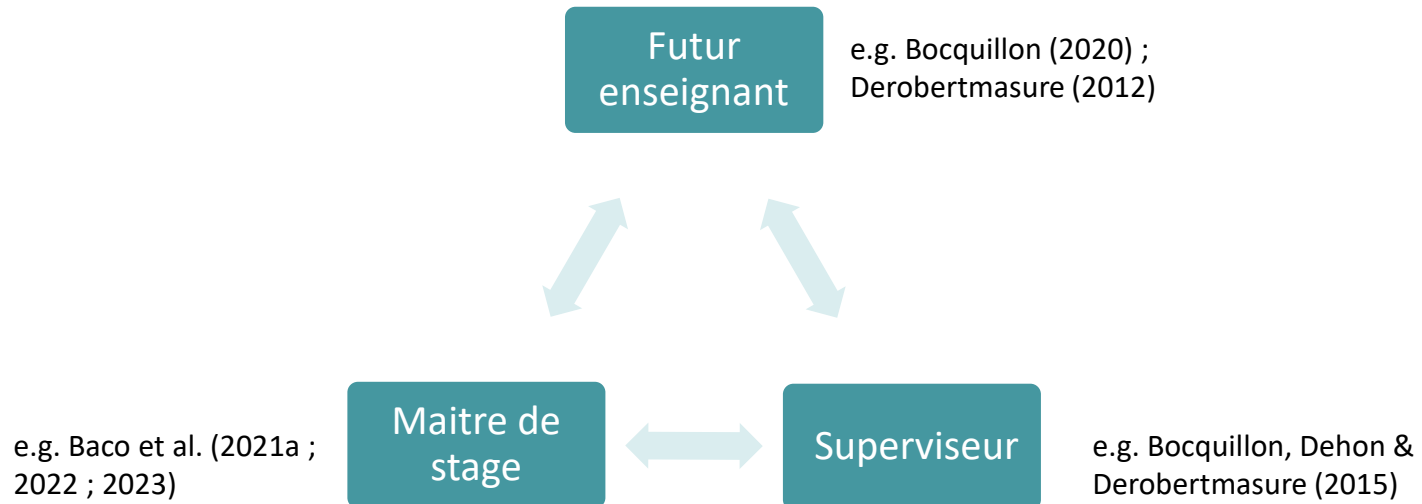 Futur
enseignant
e.g. Bocquillon (2020) ;
Derobertmasure (2012)
e.g. Baco et al. (2021a ;
2022 ; 2023)
Maitre de
stage
Superviseur
e.g. Bocquillon, Dehon &
Derobertmasure (2015)